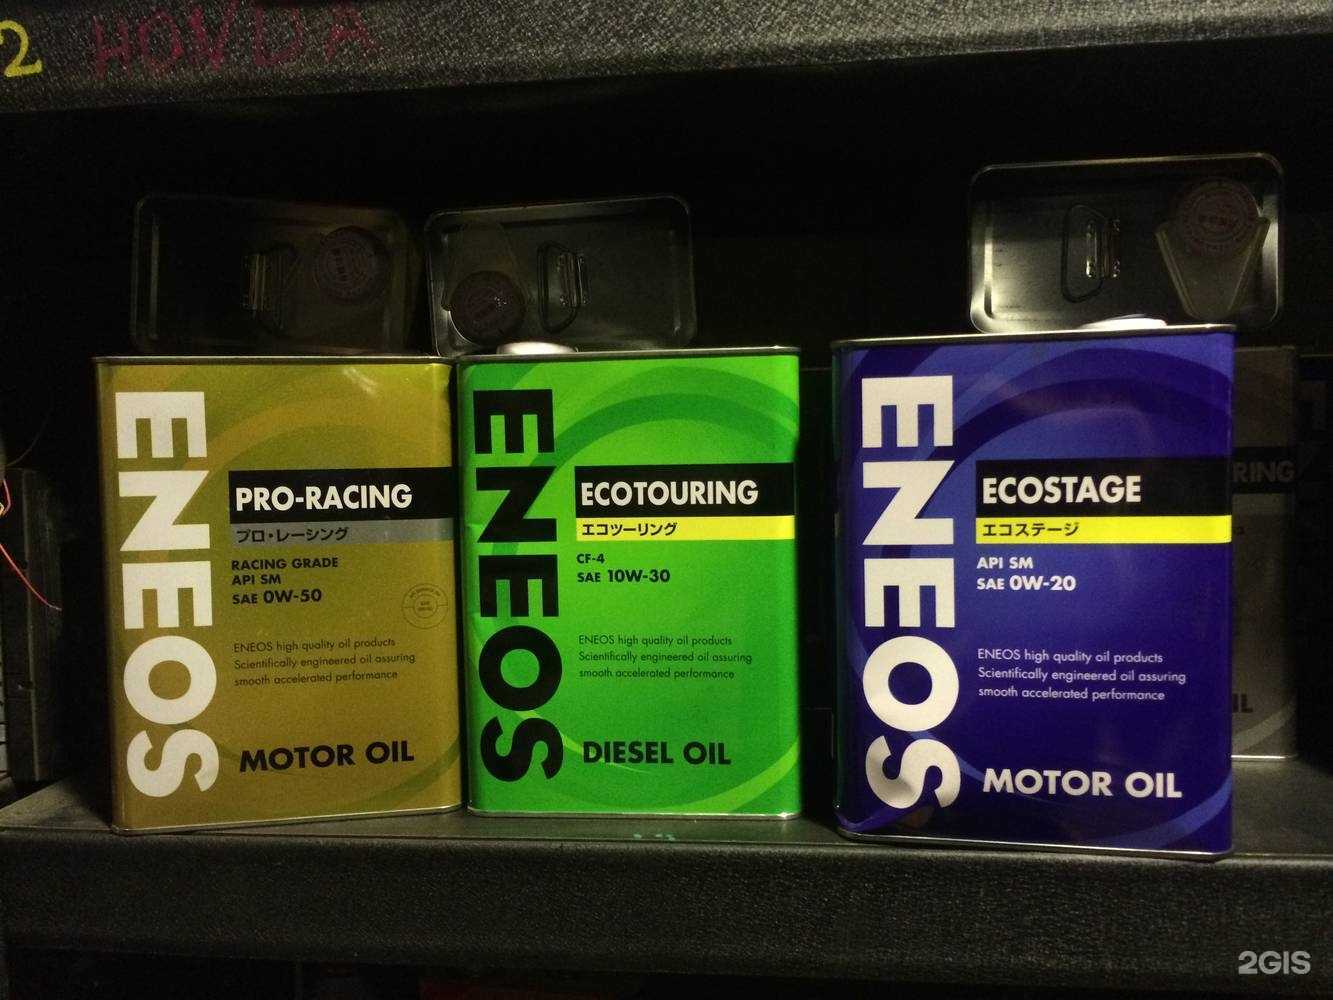 2 HONDA
ENEOS
PRO-RACING
プロ・レーシング
RACING GRADE
API SM
SAE 0W-50
ENEOS high quality oil products
Scientifically engineered oil assuring
smooth accelerated performance
MOTOR OIL
ENEOS
ECOTOURING
エコツーリング
CF-4
SAE 10W-30
ENEOS high quality oil products
Scientifically engineered oil assuring
smooth accelerated performance
DIESEL OIL
ENEOS
ECOSTAGE
エコステージ
API SM
SAE 0W-20
ENEOS high quality oil products
Scientifically engineered oil assuring
smooth accelerated performance
MOTOR OIL
RING
IL
2GIS